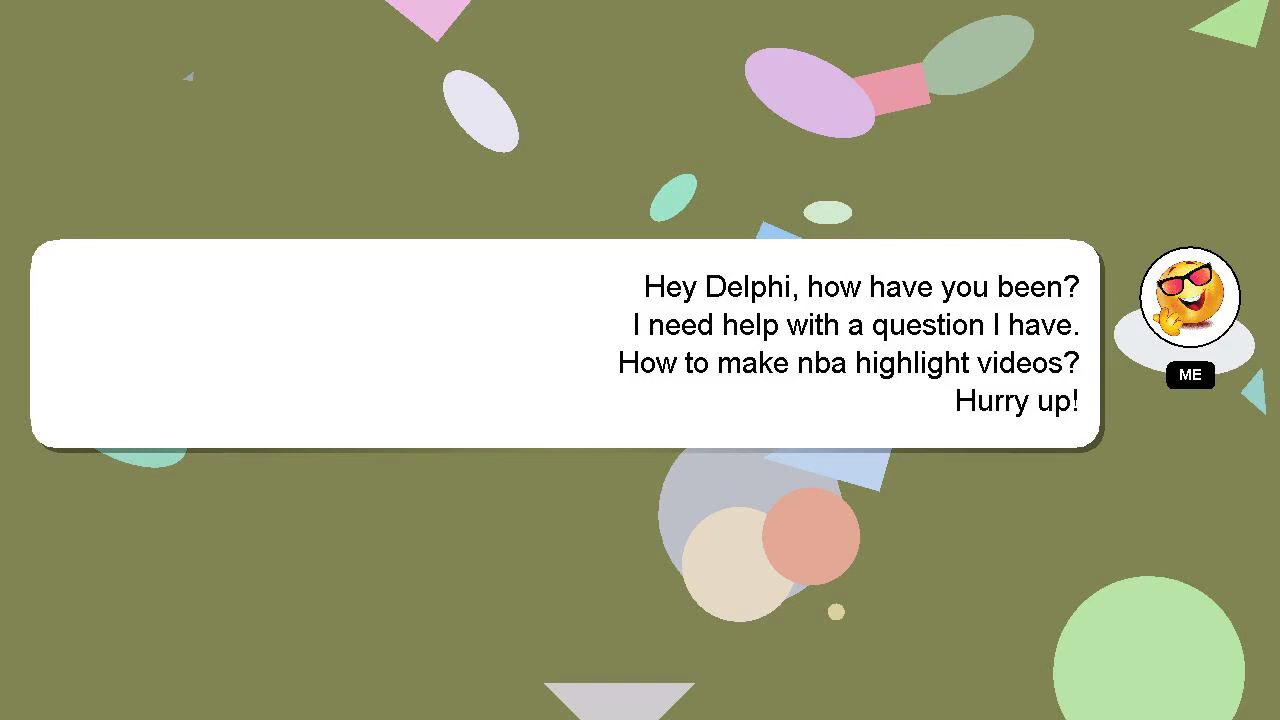 Hey Delphi, how have you been?
I need help with a question I have.
How to make nba highlight videos?
Hurry up!
ME